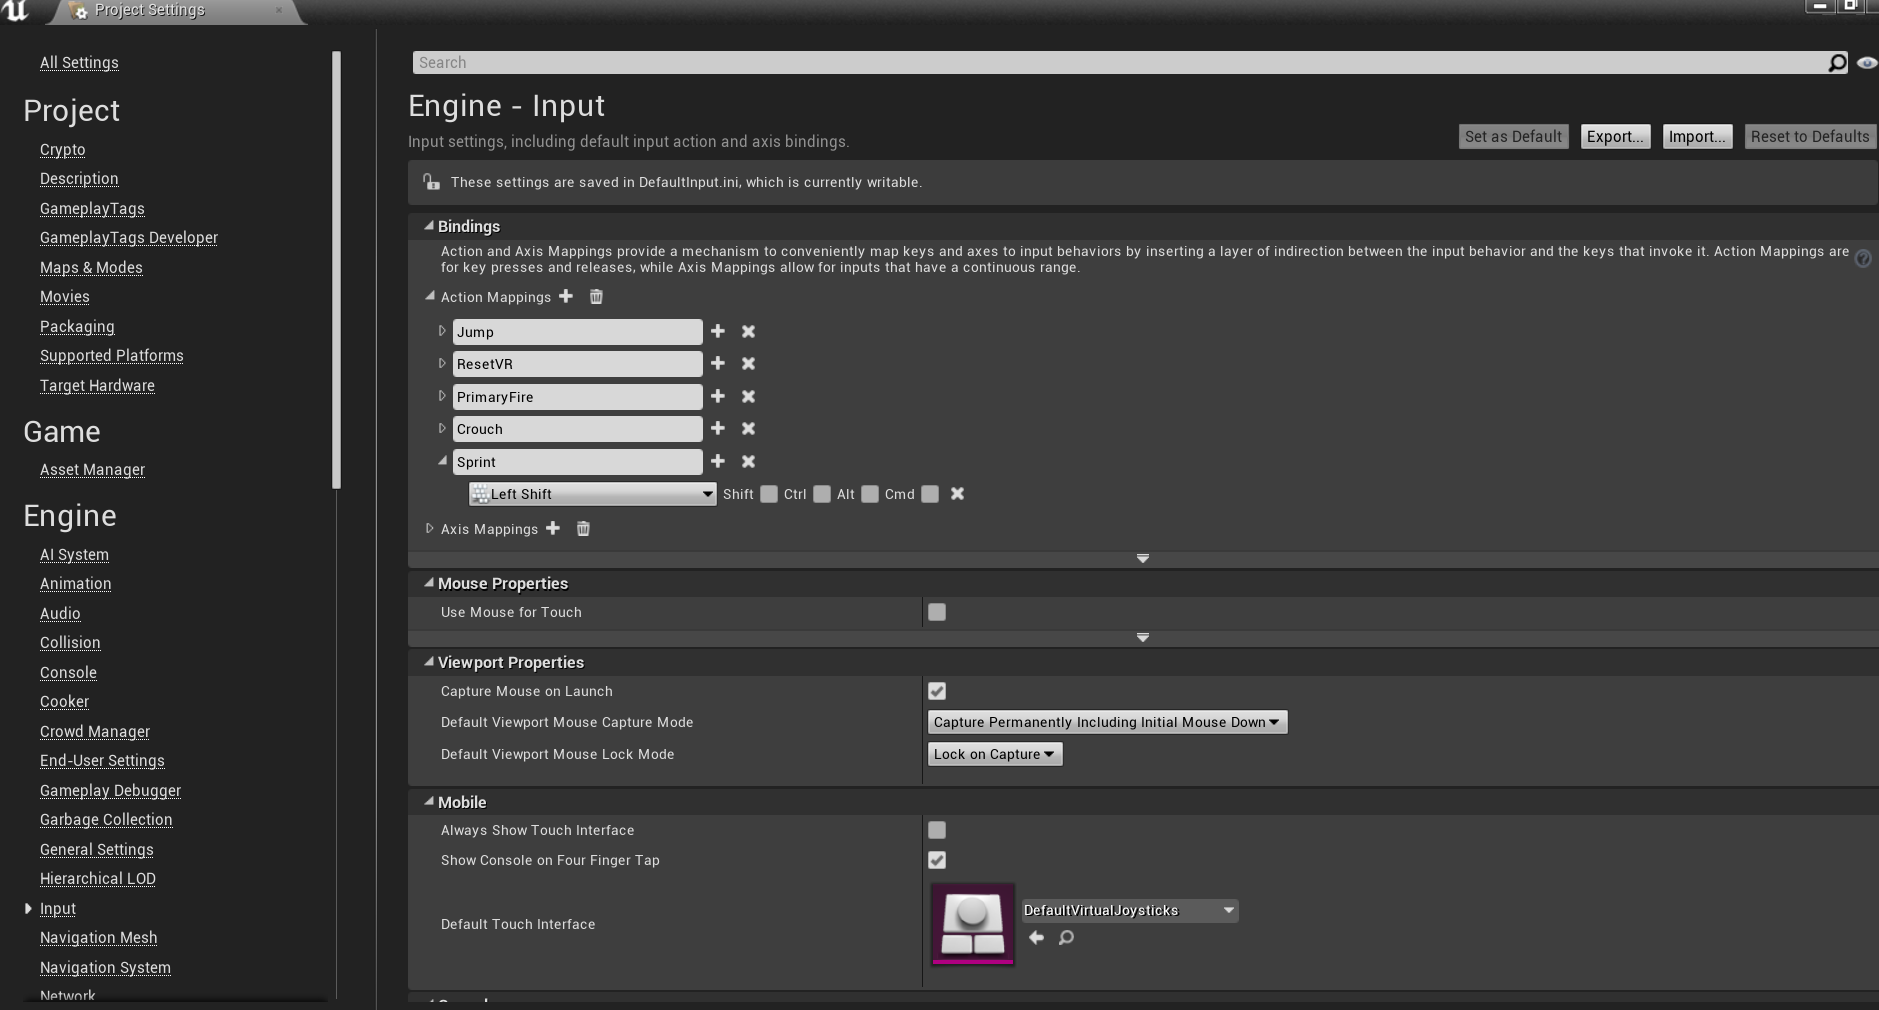 Project Settings
All Settings
Project
Crypto
Description
GameplayTags
GameplayTags Developer
Maps & Modes
Movies
Packaging
Supported Platforms
Target Hardware
Game
Asset Manager
Engine
AI System
Animation
Audio
Collision
Console
Cooker
Crowd Manager
End-User Settings
Gameplay Debugger
Garbage Collection
General Settings
Hierarchical LOD
Input
Navigation Mesh
Navigation System
Network
Search
Engine - Input
Input settings, including default input action and axis bindings.
Set as Default Export... Import... Reset to Defaults
These settings are saved in DefaultInput.ini, which is currently writable.
Bindings
Action and Axis Mappings provide a mechanism to conveniently map keys and axes to input behaviors by inserting a layer of indirection between the input behavior and the keys that invoke it. Action Mappings are
for key presses and releases, while Axis Mappings allow for inputs that have a continuous range.
Action Mappings
Jump
ResetVR
PrimaryFire
Crouch
Sprint
Left Shift Shift Ctrl Alt Cmd
Axis Mappings
Mouse Properties
Use Mouse for Touch
Viewport Properties
Capture Mouse on Launch
Default Viewport Mouse Capture Mode Capture Permanently Including Initial Mouse Down
Default Viewport Mouse Lock Mode Lock on Capture
Mobile
Always Show Touch Interface
Show Console on Four Finger Tap
Default Touch Interface DefaultVirtualJoysticks